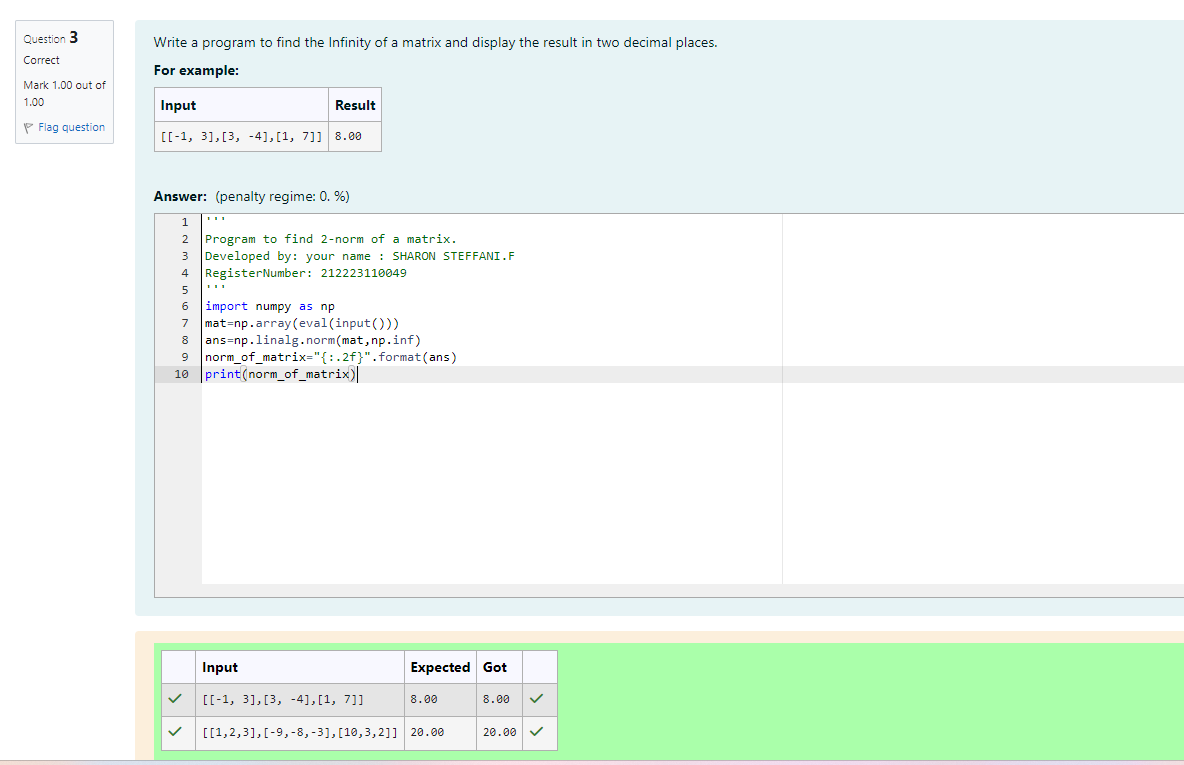 Question 3
Correct
Mark 1.00 out of
1.00
Flag question
Write a program to find the Infinity of a matrix and display the result in two decimal places.
For example:
Input Result
[[-1, 3],[3, -4],[1, 7]] 8.00
Answer: (penalty regime: 0. %)
1 '''
2 Program to find 2-norm of a matrix.
3 Developed by: your name : SHARON STEFFANI.F
4 RegisterNumber: 212223110049
5 '''
6 import numpy as np
7 mat=np.array(eval(input()))
8 ans=np.linalg.norm(mat,np.inf)
9 norm_of_matrix="{:.2f}".format(ans)
10 print(norm_of_matrix)
Input Expected Got
[[-1, 3],[3, -4],[1, 7]] 8.00 8.00
[[1,2,3],[-9,-8,-3],[10,3,2]] 20.00 20.00